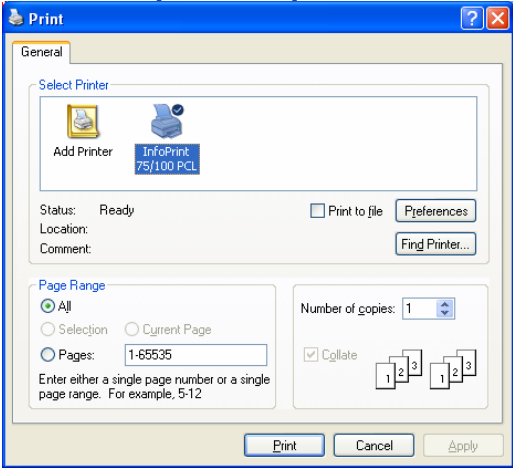 Print
General
Select Printer
Add Printer
InfoPrint
75/100 PCL
Status: Ready
Location:
Comment:
Print to file
Preferences
Find Printer...
Page Range
All
Selection
Current Page
Pages:
1-65535
Enter either a single page number or a single
page range. For example, 5-12
Number of copies:
1
Collate
1 2 3
1 2 3
Print
Cancel
Apply